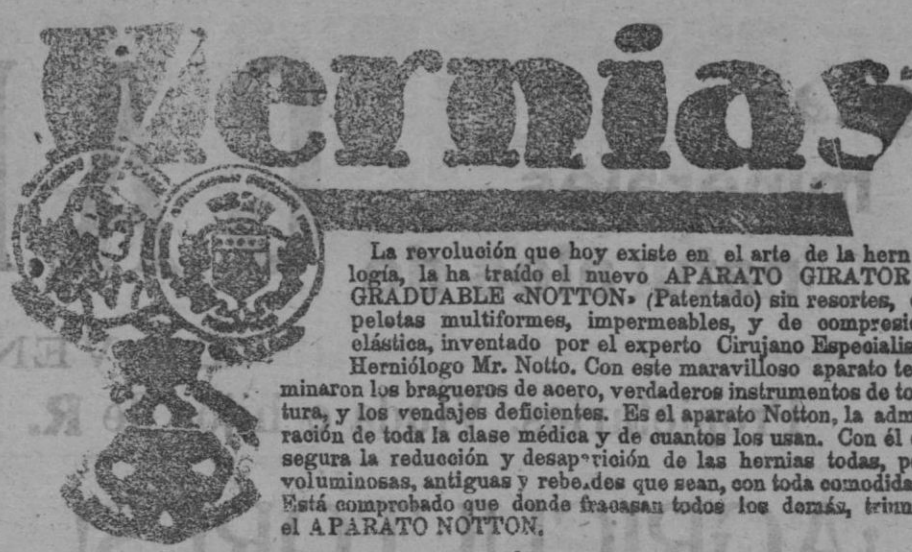 Hernias
La revolución que hoy existe en el arte de la hern
logía, la ha traído el nuevo APARATO GIRATOR
GRADUABLE «NOTTON» (Patentado) sin resortes,
pelotas multiformes, impermeables, y de compresió
elástica, inventado por el experto Cirujano Especialis
Herniólogo Mr. Notto. Con este maravilloso aparato te
minaron los bragueros de acero, verdaderos instrumentos de to
tura, y los vendajes deficientes. Es el aparato Notton, la adm
ración de toda la clase médica y de cuantos los usan. Con él
segura la reducción y desaparición de las hernias todas, p
voluminosas, antiguas y rebeldes que sean, con toda comodida
Está comprobado que donde fracasan todos los demás, triun
el APARATO NOTTON.